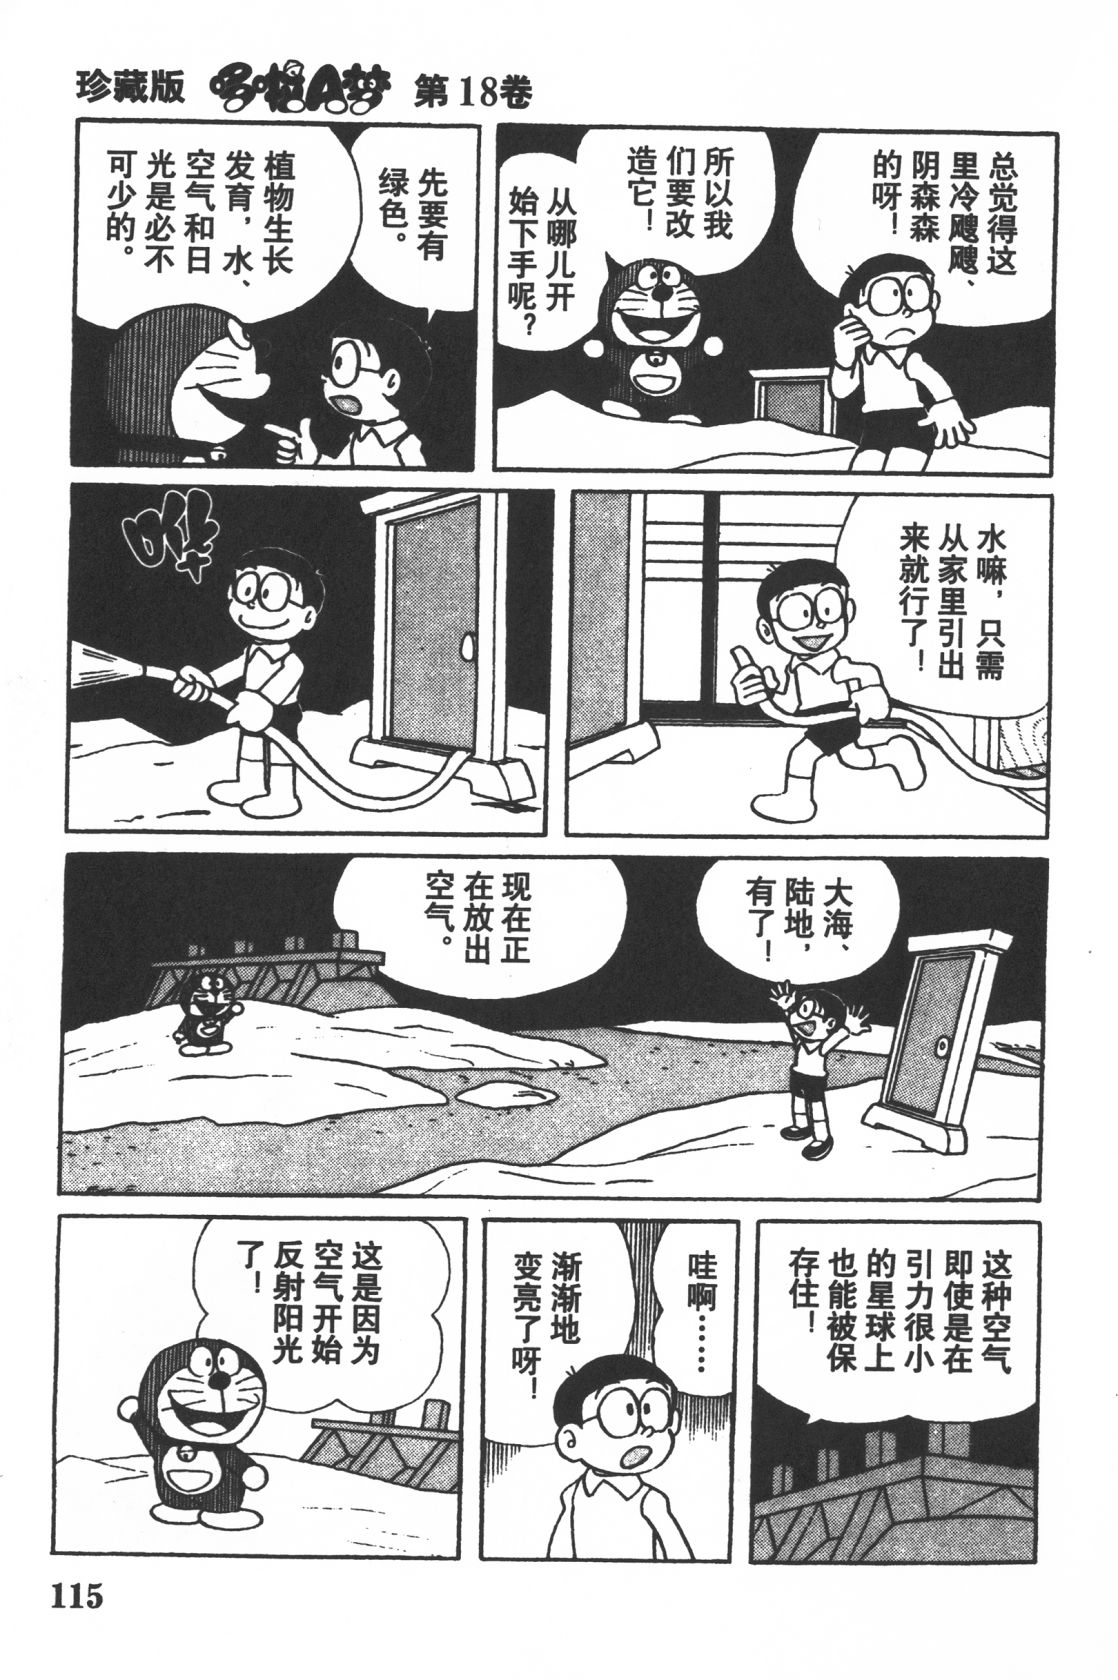 珍藏版 哆啦A梦 第18卷
总觉得这
里冷飕飕、
阴森森
的呀！
所以我
们要改
造它！
从哪儿开
始下手呢？
先要有
绿色。
植物生长
发育，水、
空气和日
光是必不
可少的。
水嘛，只需
从家里引出
来就行了！
大海、
陆地，
有了！
现在正
在放出
空气。
这种空气
即使是在
引力很小
的星球上
也能被保
存住！
哇啊……
渐渐地
变亮了呀！
这是因为
空气开始
反射阳光
了！
115